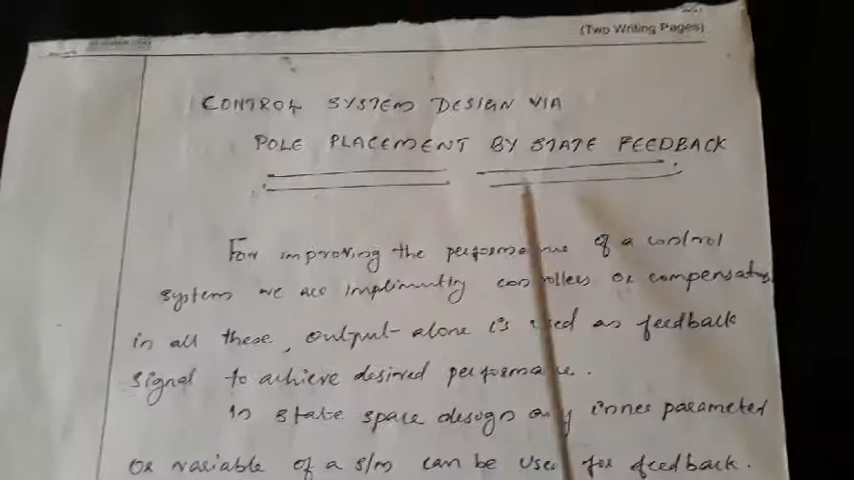 (Two Writing Pages)
CONTROL SYSTEM DESIGN VIA
POLE PLACEMENT BY STATE FEEDBACK
For improving the performance of a control
system we are implimenting controllers or compensators
in all these, output alone is used as feedback
signal to achieve desired performance.
In state space design any inner parameter
or variable of a s/m can be used for feedback.